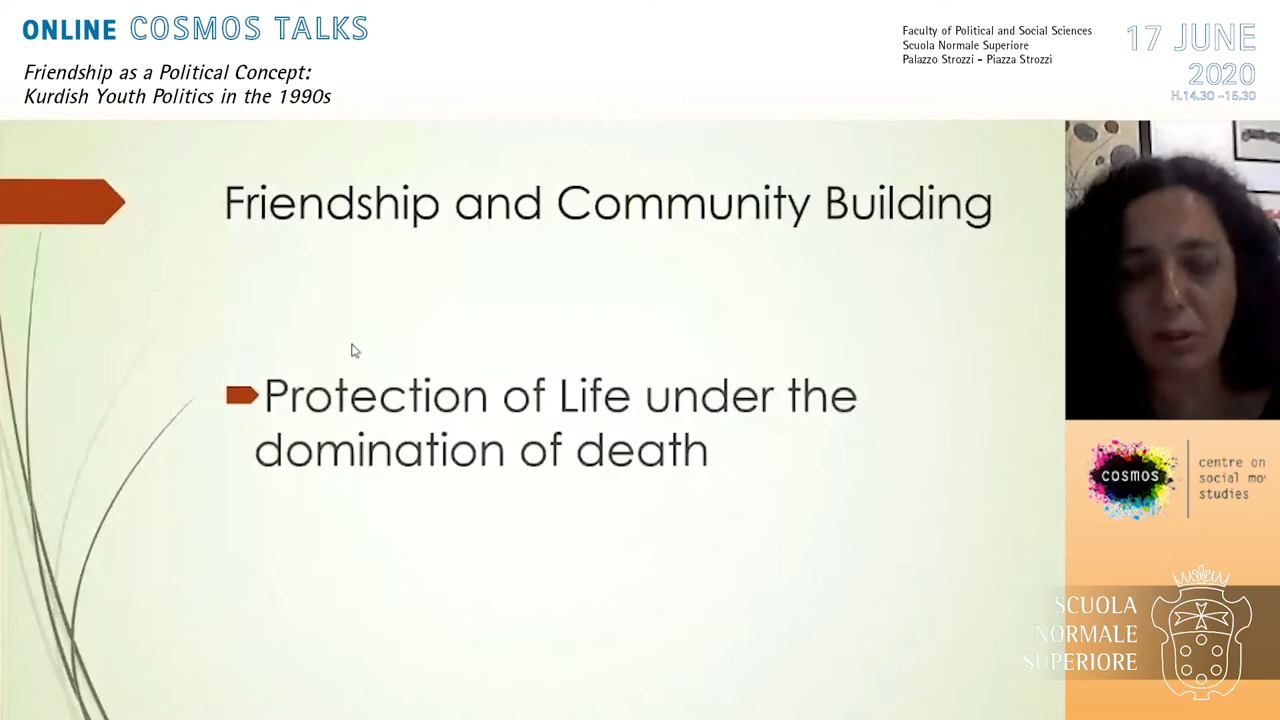 ONLINE COSMOS TALKS
Friendship as a Political Concept:
Kurdish Youth Politics in the 1990s
Faculty of Political and Social Sciences
Scuola Normale Superiore
Palazzo Strozzi - Piazza Strozzi
17 JUNE
2020
H.14.30 -15.30
Friendship and Community Building
Protection of Life under the
domination of death
cosmos
centre on
social mo
studies
SCUOLA
NORMALE
SUPERIORE